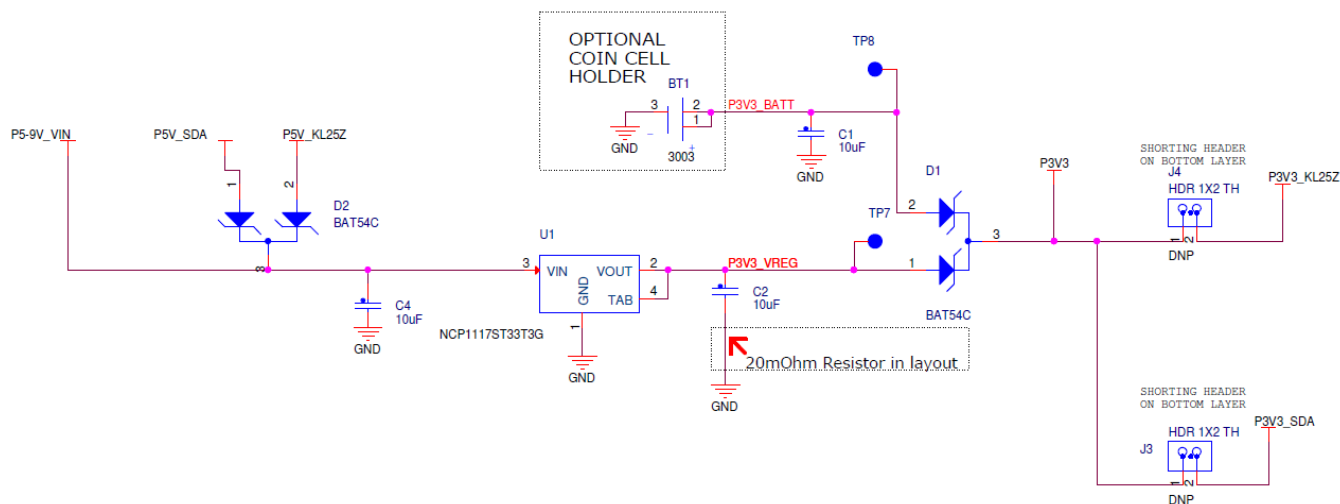 OPTIONAL
COIN CELL
HOLDER
BT1
3
2
1
-
+
GND
3003
P3V3_BATT
TP8
C1
10uF
GND
P5-9V_VIN
P5V_SDA
P5V_KL25Z
1
2
D2
BAT54C
3
C4
10uF
GND
U1
3
VIN
VOUT
2
GND
TAB
4
1
NCP1117ST33T3G
GND
P3V3_VREG
TP7
C2
10uF
20mOhm Resistor in layout
GND
D1
2
1
3
BAT54C
P3V3
SHORTING HEADER
ON BOTTOM LAYER
J4
HDR 1X2 TH
P3V3_KL25Z
1
2
DNP
SHORTING HEADER
ON BOTTOM LAYER
J3
HDR 1X2 TH
P3V3_SDA
1
2
DNP